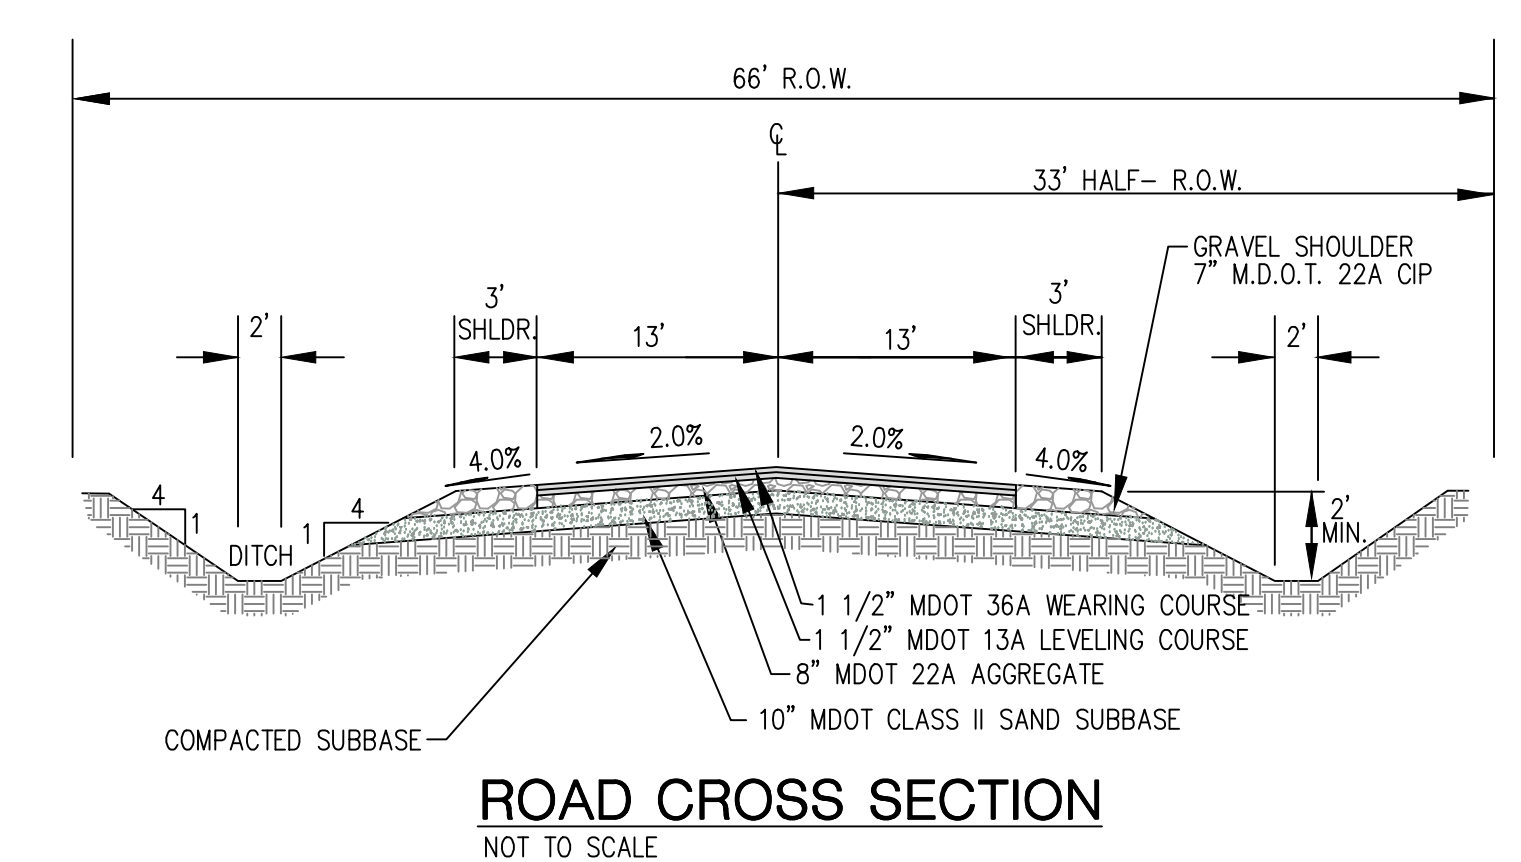 66' R.O.W.
℄
33' HALF- R.O.W.
GRAVEL SHOULDER
7" M.D.O.T. 22A CIP
3'
SHLDR.
3'
SHLDR.
2'
13'
13'
2'
4.0%
2.0%
2.0%
4.0%
4
1
1
4
DITCH
2'
MIN.
1 1/2" MDOT 36A WEARING COURSE
1 1/2" MDOT 13A LEVELING COURSE
8" MDOT 22A AGGREGATE
10" MDOT CLASS II SAND SUBBASE
COMPACTED SUBBASE
ROAD CROSS SECTION
NOT TO SCALE